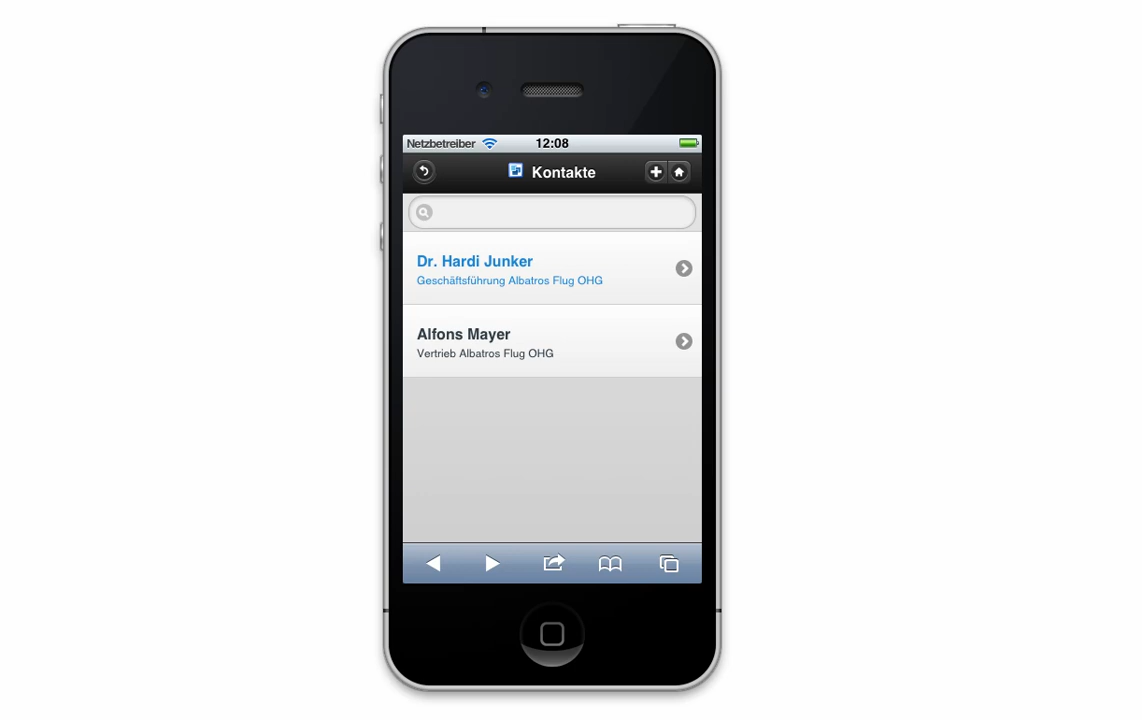 Netzbetreiber 12:08
Kontakte
Dr. Hardi Junker
Geschäftsführung Albatros Flug OHG
Alfons Mayer
Vertrieb Albatros Flug OHG